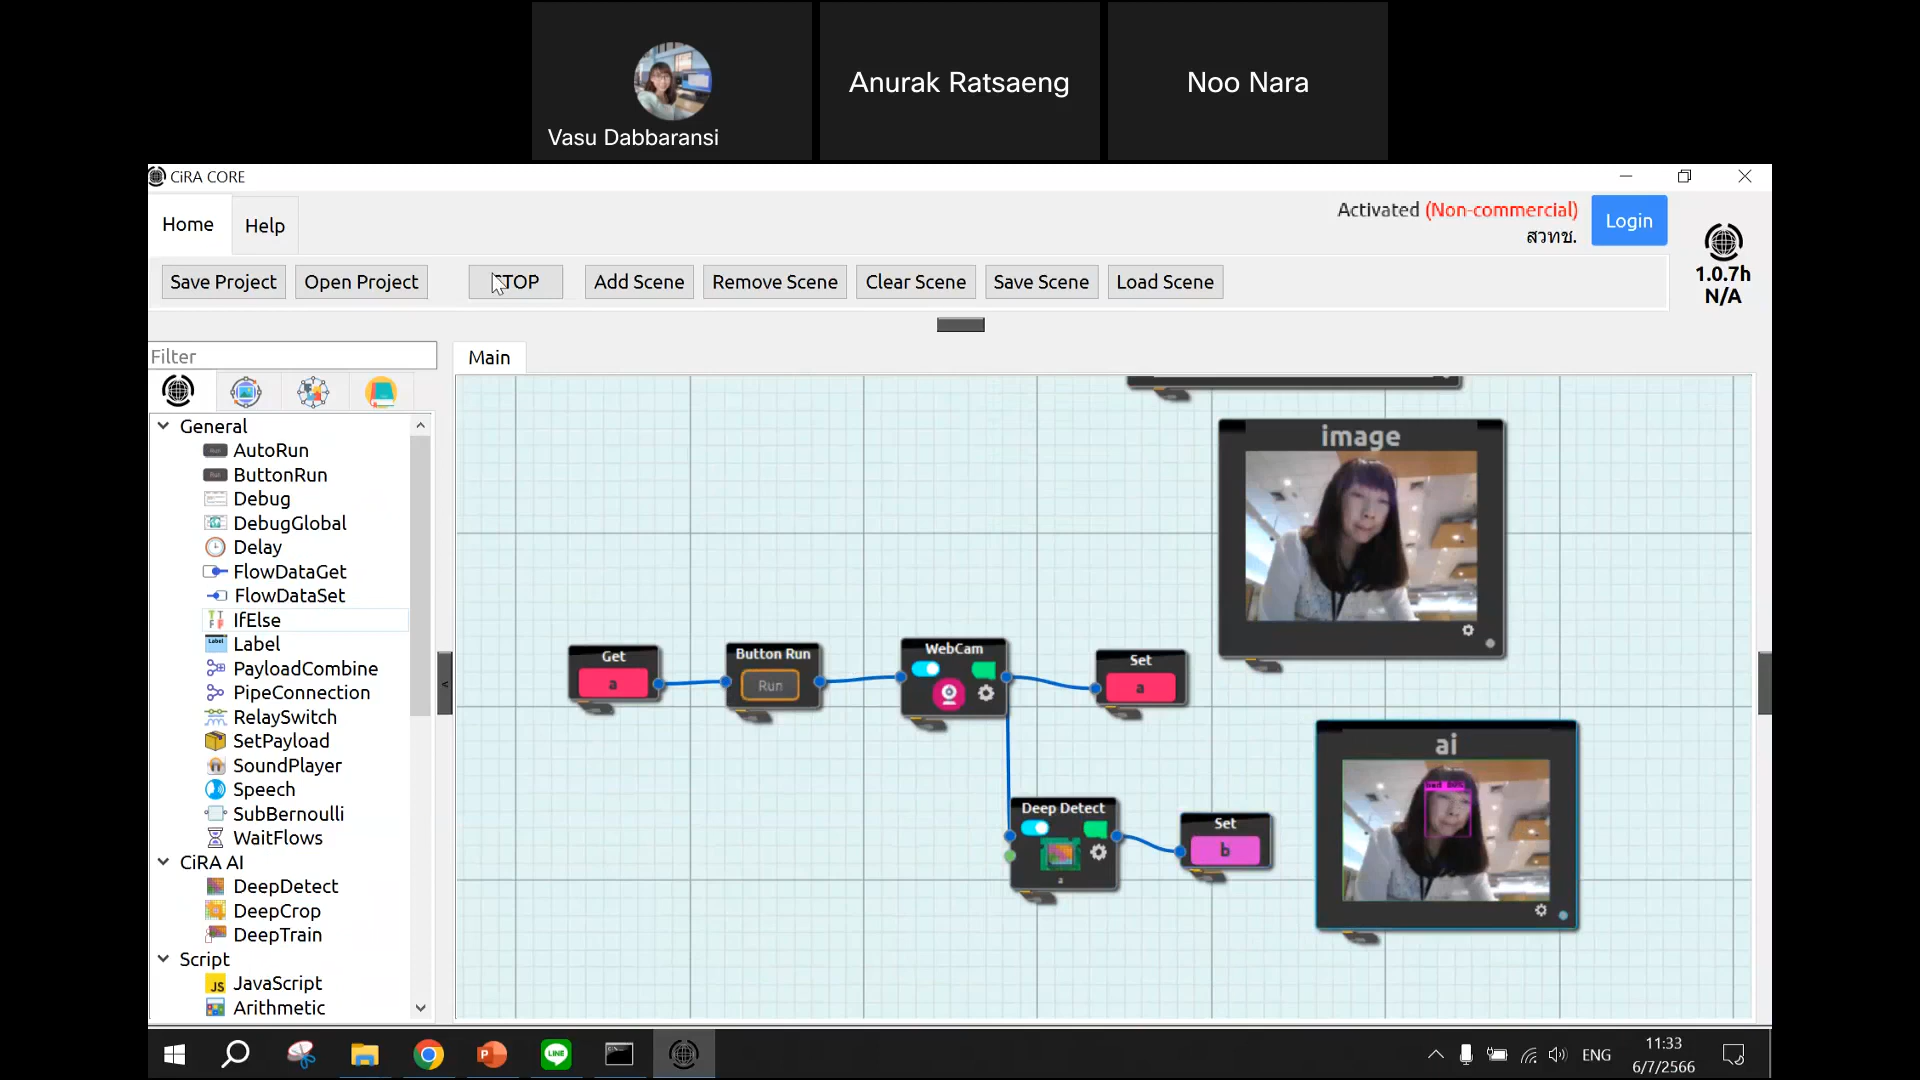 Vasu Dabbaransi
Anurak Ratsaeng
Noo Nara
CiRA CORE
Home
Help
Activated (Non-commercial)
สวทช.
Login
1.0.7h
N/A
Save Project
Open Project
STOP
Add Scene
Remove Scene
Clear Scene
Save Scene
Load Scene
Filter
Main
General
AutoRun
ButtonRun
Debug
DebugGlobal
Delay
FlowDataGet
FlowDataSet
IfElse
Label
PayloadCombine
PipeConnection
RelaySwitch
SetPayload
SoundPlayer
Speech
SubBernoulli
WaitFlows
CiRA AI
DeepDetect
DeepCrop
DeepTrain
Script
JavaScript
Arithmetic
Get
a
Button Run
Run
WebCam
Set
a
Deep Detect
a
Set
b
image
ai
ENG
11:33
6/7/2566